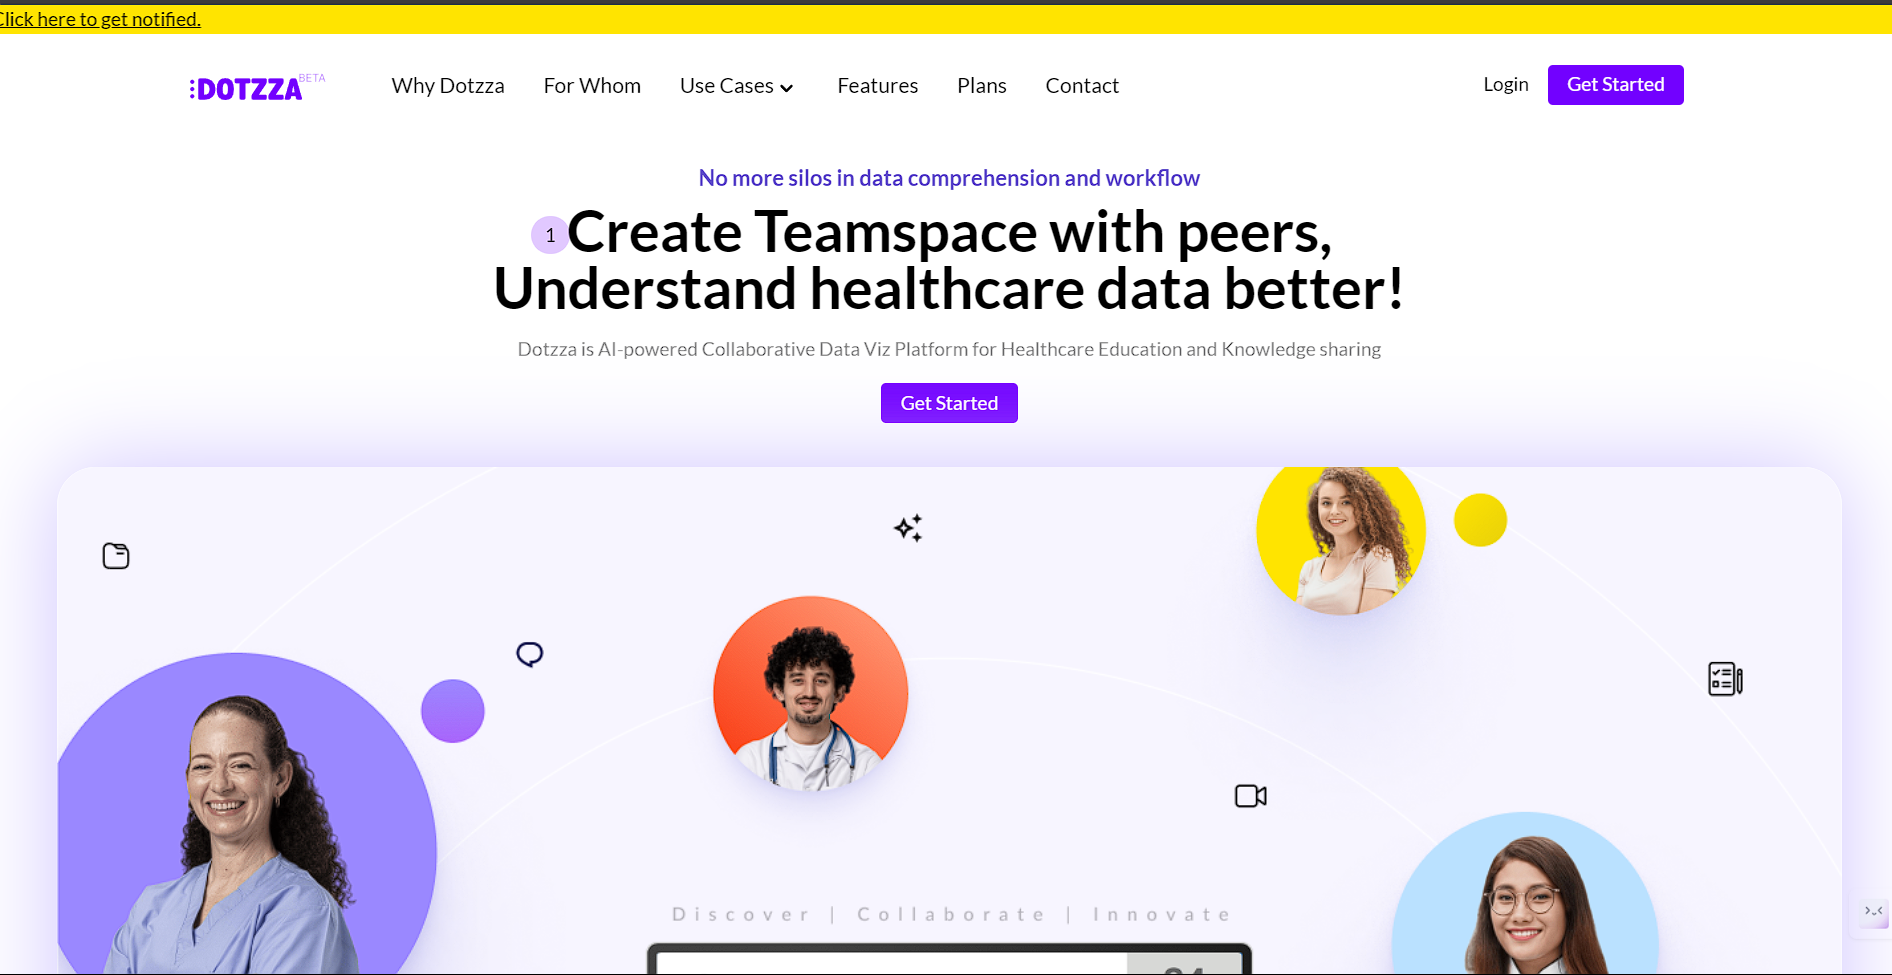 Click here to get notified.
:DOTZZA BETA
Why Dotzza
For Whom
Use Cases
Features
Plans
Contact
Login
Get Started
No more silos in data comprehension and workflow
1
Create Teamspace with peers,
Understand healthcare data better!
Dotzza is AI-powered Collaborative Data Viz Platform for Healthcare Education and Knowledge sharing
Get Started
Discover | Collaborate | Innovate